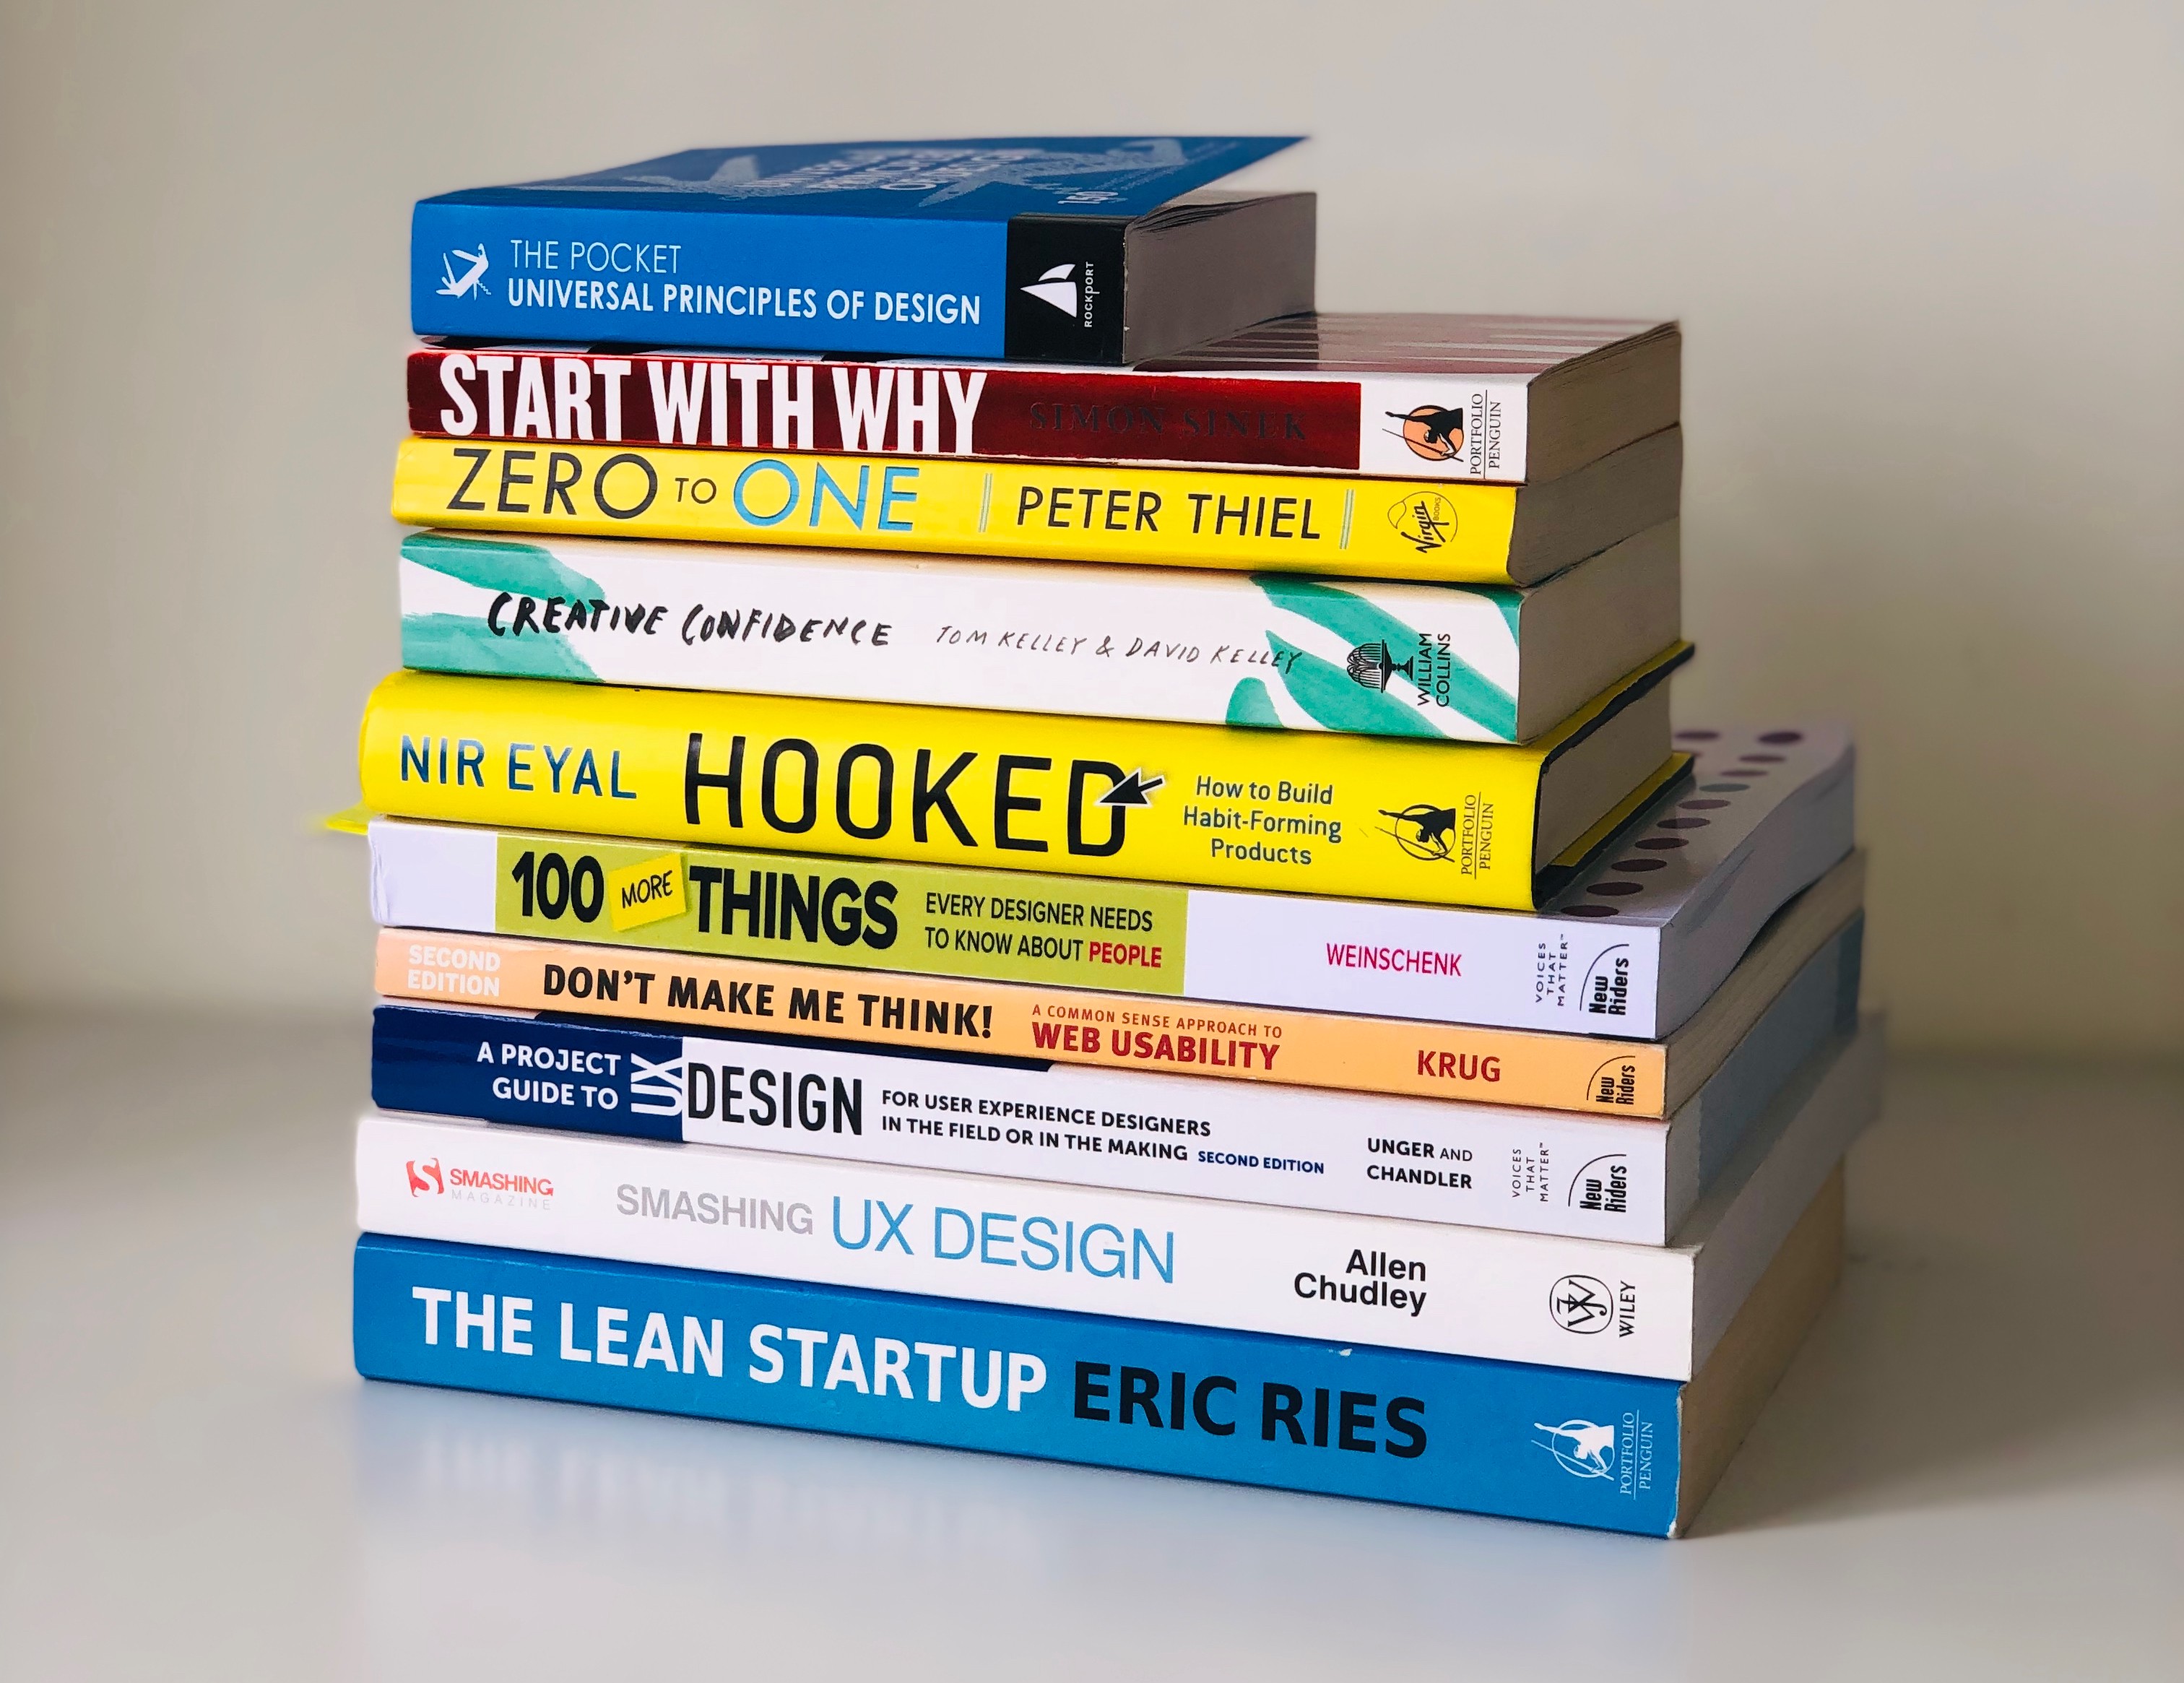 THE POCKET
UNIVERSAL PRINCIPLES OF DESIGN
ROCKPORT
START WITH WHY SIMON SINEK
PORTFOLIO
PENGUIN
ZERO TO ONE PETER THIEL
Virgin
BOOKS
CREATIVE CONFIDENCE TOM KELLEY & DAVID KELLEY
WILLIAM
COLLINS
NIR EYAL HOOKED
How to Build
Habit-Forming
Products
PORTFOLIO
PENGUIN
100 MORE THINGS
EVERY DESIGNER NEEDS
TO KNOW ABOUT PEOPLE
WEINSCHENK
VOICES
THAT
MATTER™
New
Riders
SECOND
EDITION
DON'T MAKE ME THINK!
A COMMON SENSE APPROACH TO
WEB USABILITY
KRUG
New
Riders
A PROJECT
GUIDE TO
UX DESIGN
FOR USER EXPERIENCE DESIGNERS
IN THE FIELD OR IN THE MAKING SECOND EDITION
UNGER AND
CHANDLER
VOICES
THAT
MATTER™
New
Riders
SMASHING
MAGAZINE
SMASHING UX DESIGN
Allen
Chudley
WILEY
THE LEAN STARTUP ERIC RIES
PORTFOLIO
PENGUIN